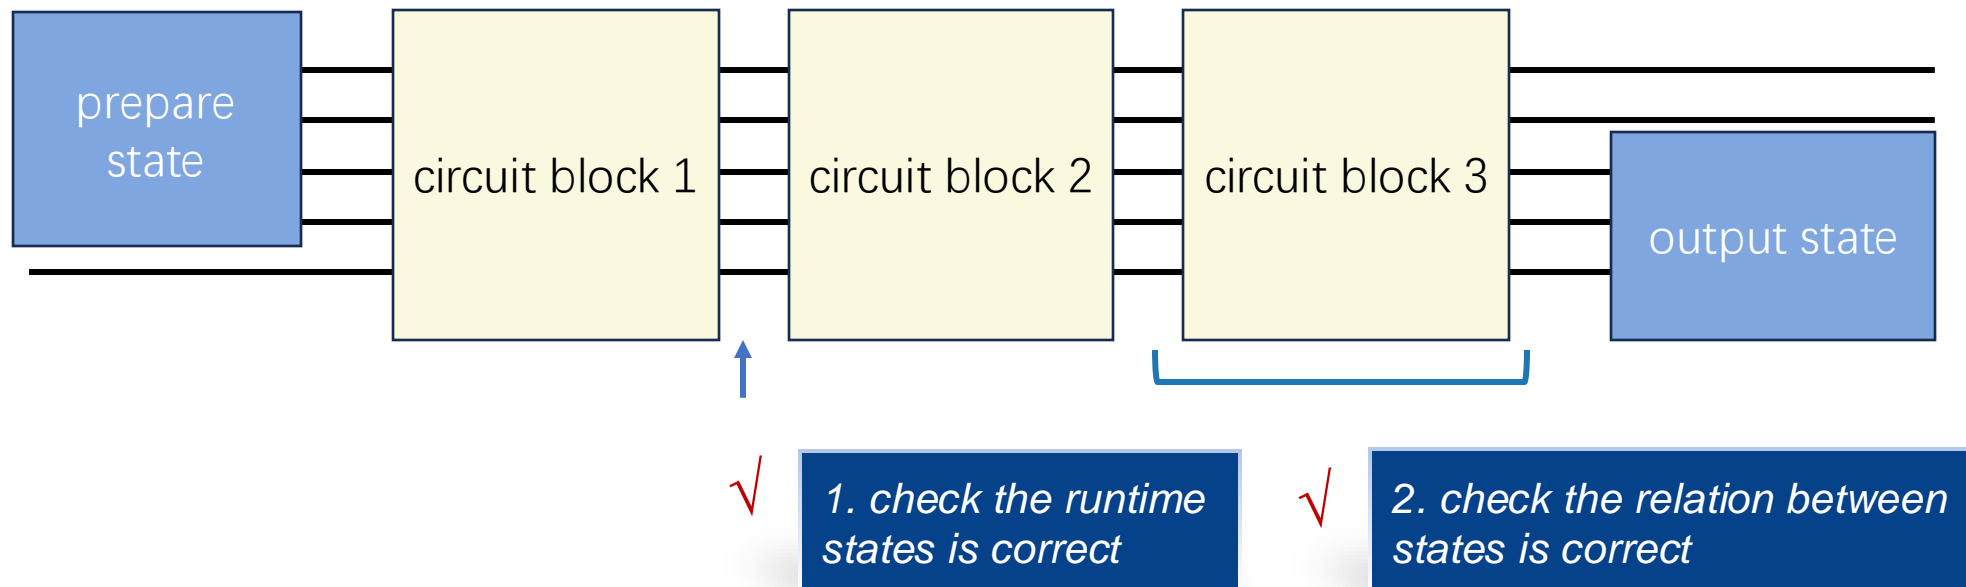 prepare
state
circuit block 1
circuit block 2
circuit block 3
output state
√
1. check the runtime
states is correct
√
2. check the relation between
states is correct